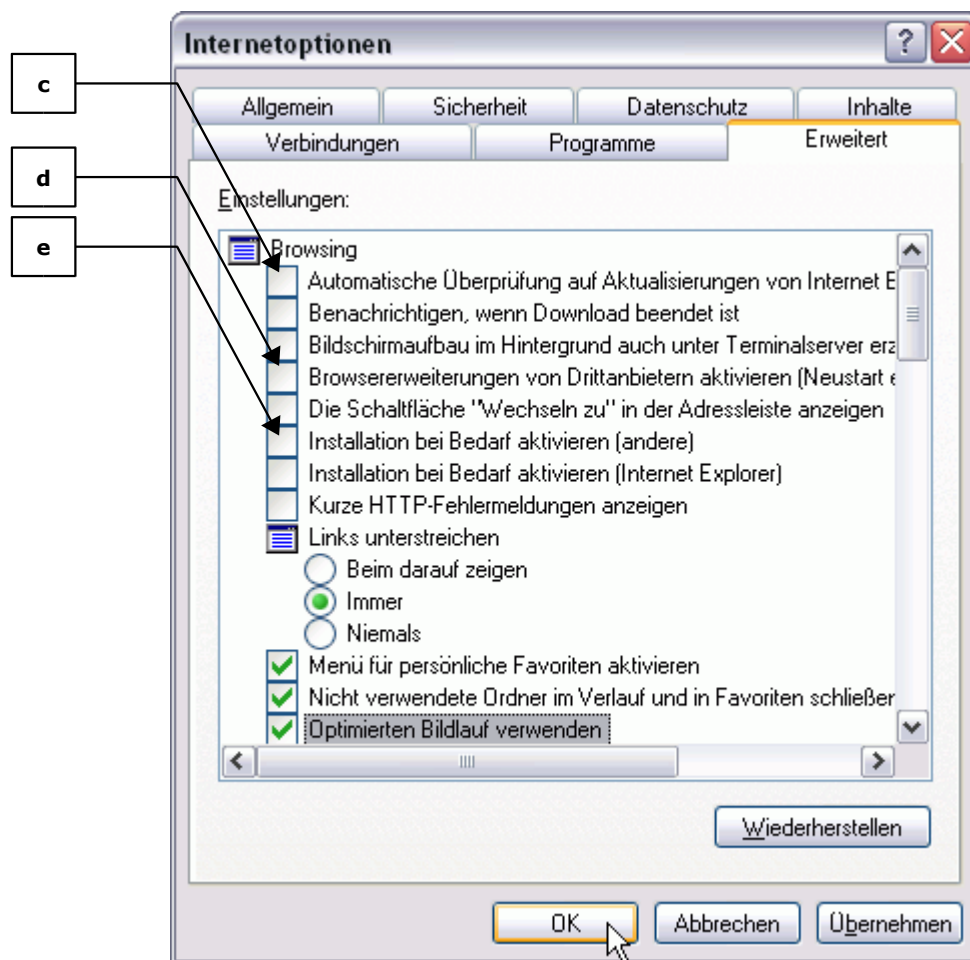 Internetoptionen
c
Allgemein Sicherheit Datenschutz Inhalte
Verbindungen Programme Erweitert
d
Einstellungen:
e
Browsing
Automatische Überprüfung auf Aktualisierungen von Internet E
Benachrichtigen, wenn Download beendet ist
Bildschirmaufbau im Hintergrund auch unter Terminalserver erz
Browsererweiterungen von Drittanbietern aktivieren (Neustart e
Die Schaltfläche "Wechseln zu" in der Adressleiste anzeigen
Installation bei Bedarf aktivieren (andere)
Installation bei Bedarf aktivieren (Internet Explorer)
Kurze HTTP-Fehlermeldungen anzeigen
Links unterstreichen
Beim darauf zeigen
Immer
Niemals
Menü für persönliche Favoriten aktivieren
Nicht verwendete Ordner im Verlauf und in Favoriten schließer
Optimierten Bildlauf verwenden
Wiederherstellen
OK Abbrechen Übernehmen